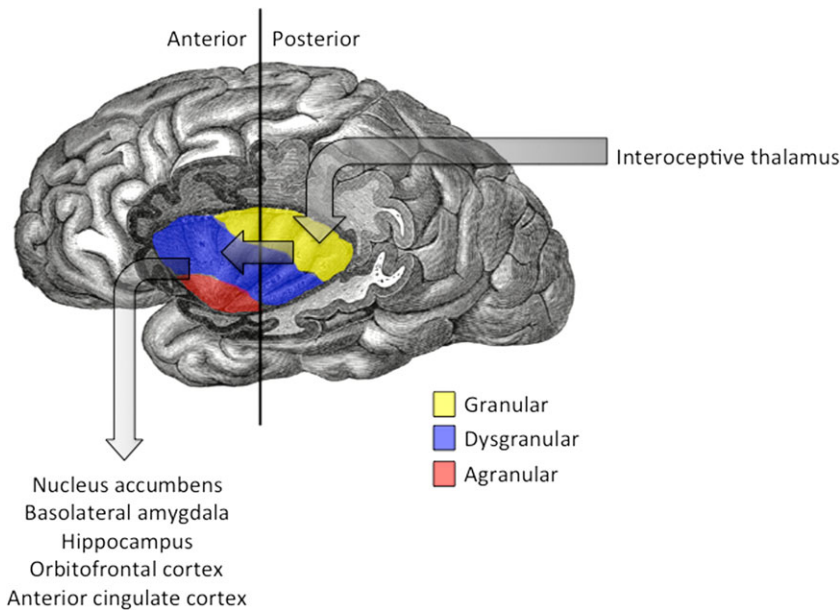 Anterior
Posterior
Interoceptive thalamus
Granular
Dysgranular
Agranular
Nucleus accumbens
Basolateral amygdala
Hippocampus
Orbitofrontal cortex
Anterior cingulate cortex